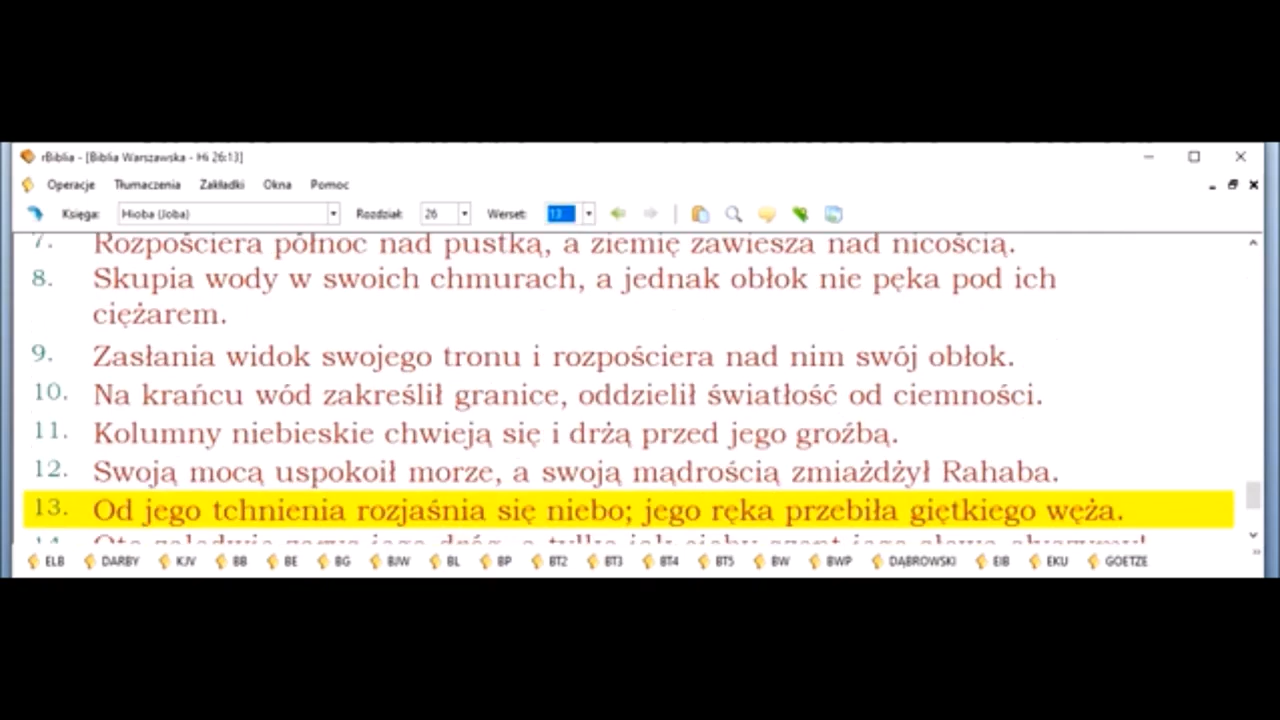 rBiblia - [Biblia Warszawska - Hi 26:13]
Operacje Tłumaczenia Zakładki Okna Pomoc
Księga: Hioba (Joba) Rozdział: 26 Werset: 13
7. Rozpościera północ nad pustką, a ziemię zawiesza nad nicością.
8. Skupia wody w swoich chmurach, a jednak obłok nie pęka pod ich
ciężarem.
9. Zasłania widok swojego tronu i rozpościera nad nim swój obłok.
10. Na krańcu wód zakreślił granice, oddzielił światłość od ciemności.
11. Kolumny niebieskie chwieją się i drżą przed jego groźbą.
12. Swoją mocą uspokoił morze, a swoją mądrością zmiażdżył Rahaba.
13. Od jego tchnienia rozjaśnia się niebo; jego ręka przebiła giętkiego węża.
ELB DARBY KJV BB BE BG BJW BL BP BT2 BT3 BT4 BT5 BW BWP DĄBROWSKI EIB EKU GOETZE